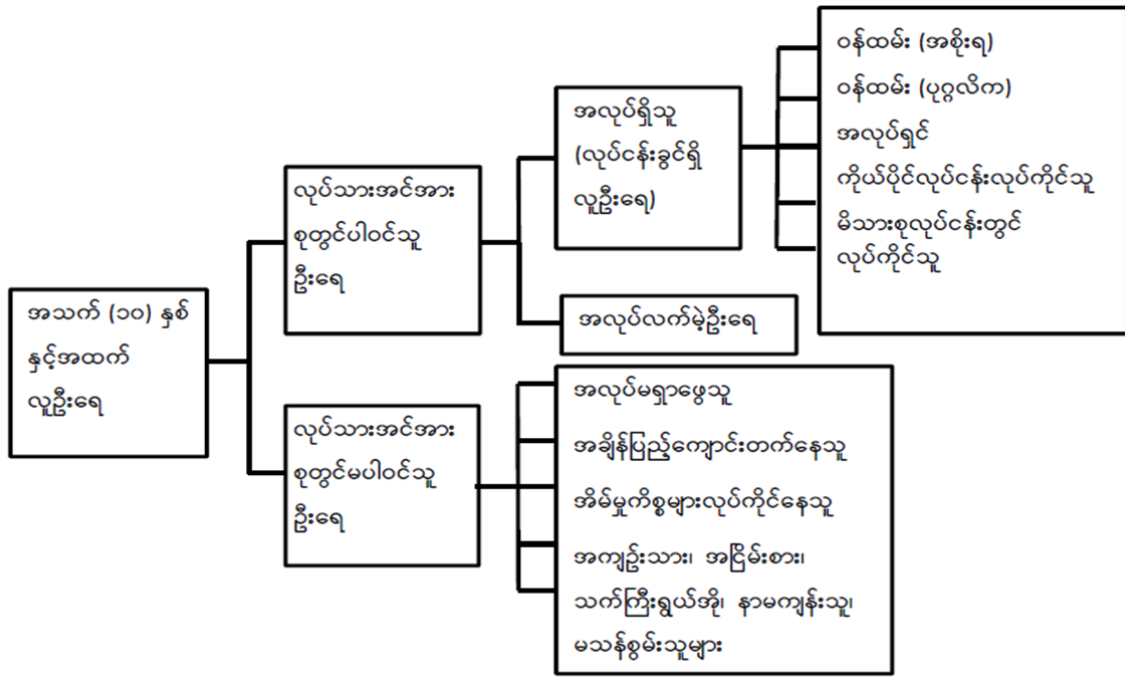 အသက် (၁၀) နှစ်
နှင့်အထက်
လူဦးရေ
လုပ်သားအင်အား
စုတွင်ပါဝင်သူ
ဦးရေ
အလုပ်ရှိသူ
(လုပ်ငန်းခွင်ရှိ
လူဦးရေ)
ဝန်ထမ်း (အစိုးရ)
ဝန်ထမ်း (ပုဂ္ဂလိက)
အလုပ်ရှင်
ကိုယ်ပိုင်လုပ်ငန်းလုပ်ကိုင်သူ
မိသားစုလုပ်ငန်းတွင်
လုပ်ကိုင်သူ
အလုပ်လက်မဲ့ဦးရေ
လုပ်သားအင်အား
စုတွင်မပါဝင်သူ
ဦးရေ
အလုပ်မရှာဖွေသူ
အချိန်ပြည့်ကျောင်းတက်နေသူ
အိမ်မှုကိစ္စများလုပ်ကိုင်နေသူ
အကျဉ်းသား၊ အငြိမ်းစား၊
သက်ကြီးရွယ်အို၊ နာမကျန်းသူ၊
မသန်စွမ်းသူများ